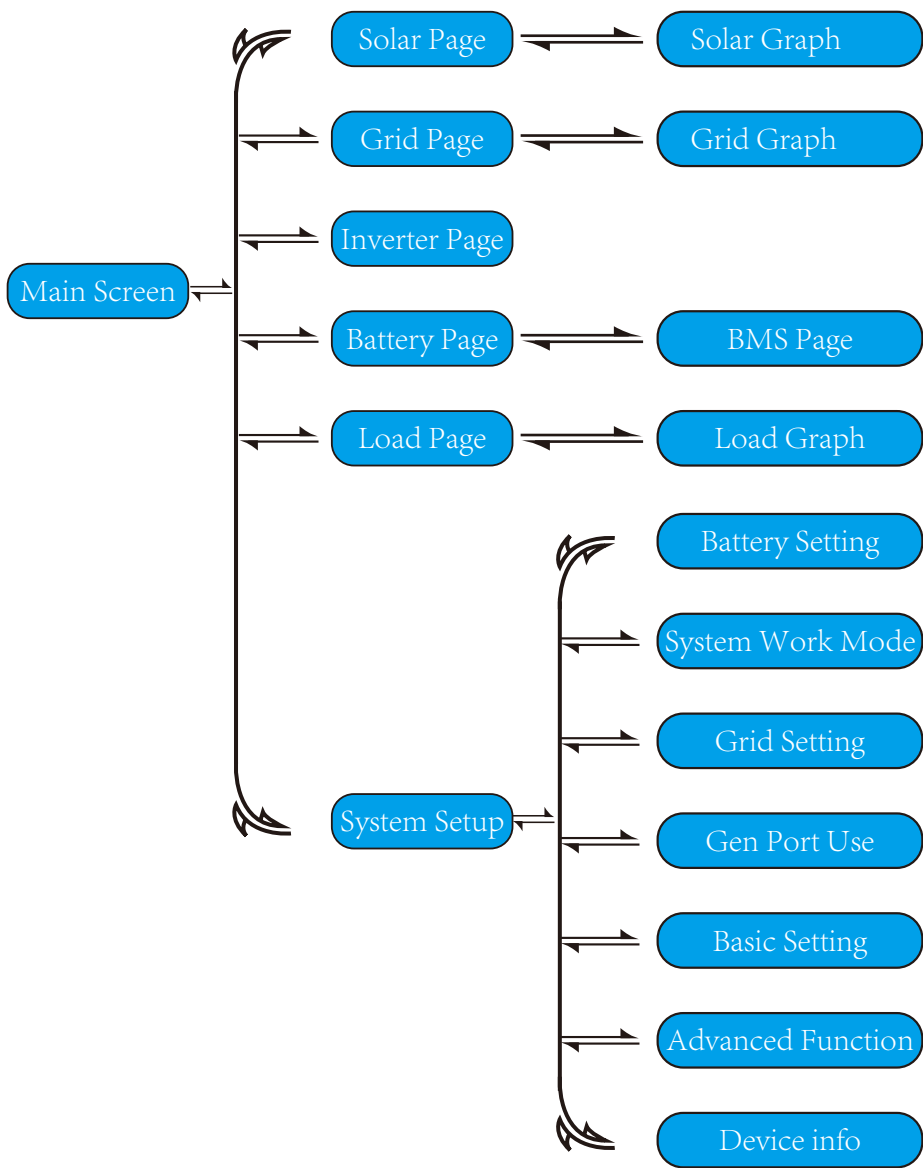 Solar Page
Solar Graph
Grid Page
Grid Graph
Inverter Page
Main Screen
Battery Page
BMS Page
Load Page
Load Graph
Battery Setting
System Work Mode
Grid Setting
System Setup
Gen Port Use
Basic Setting
Advanced Function
Device info